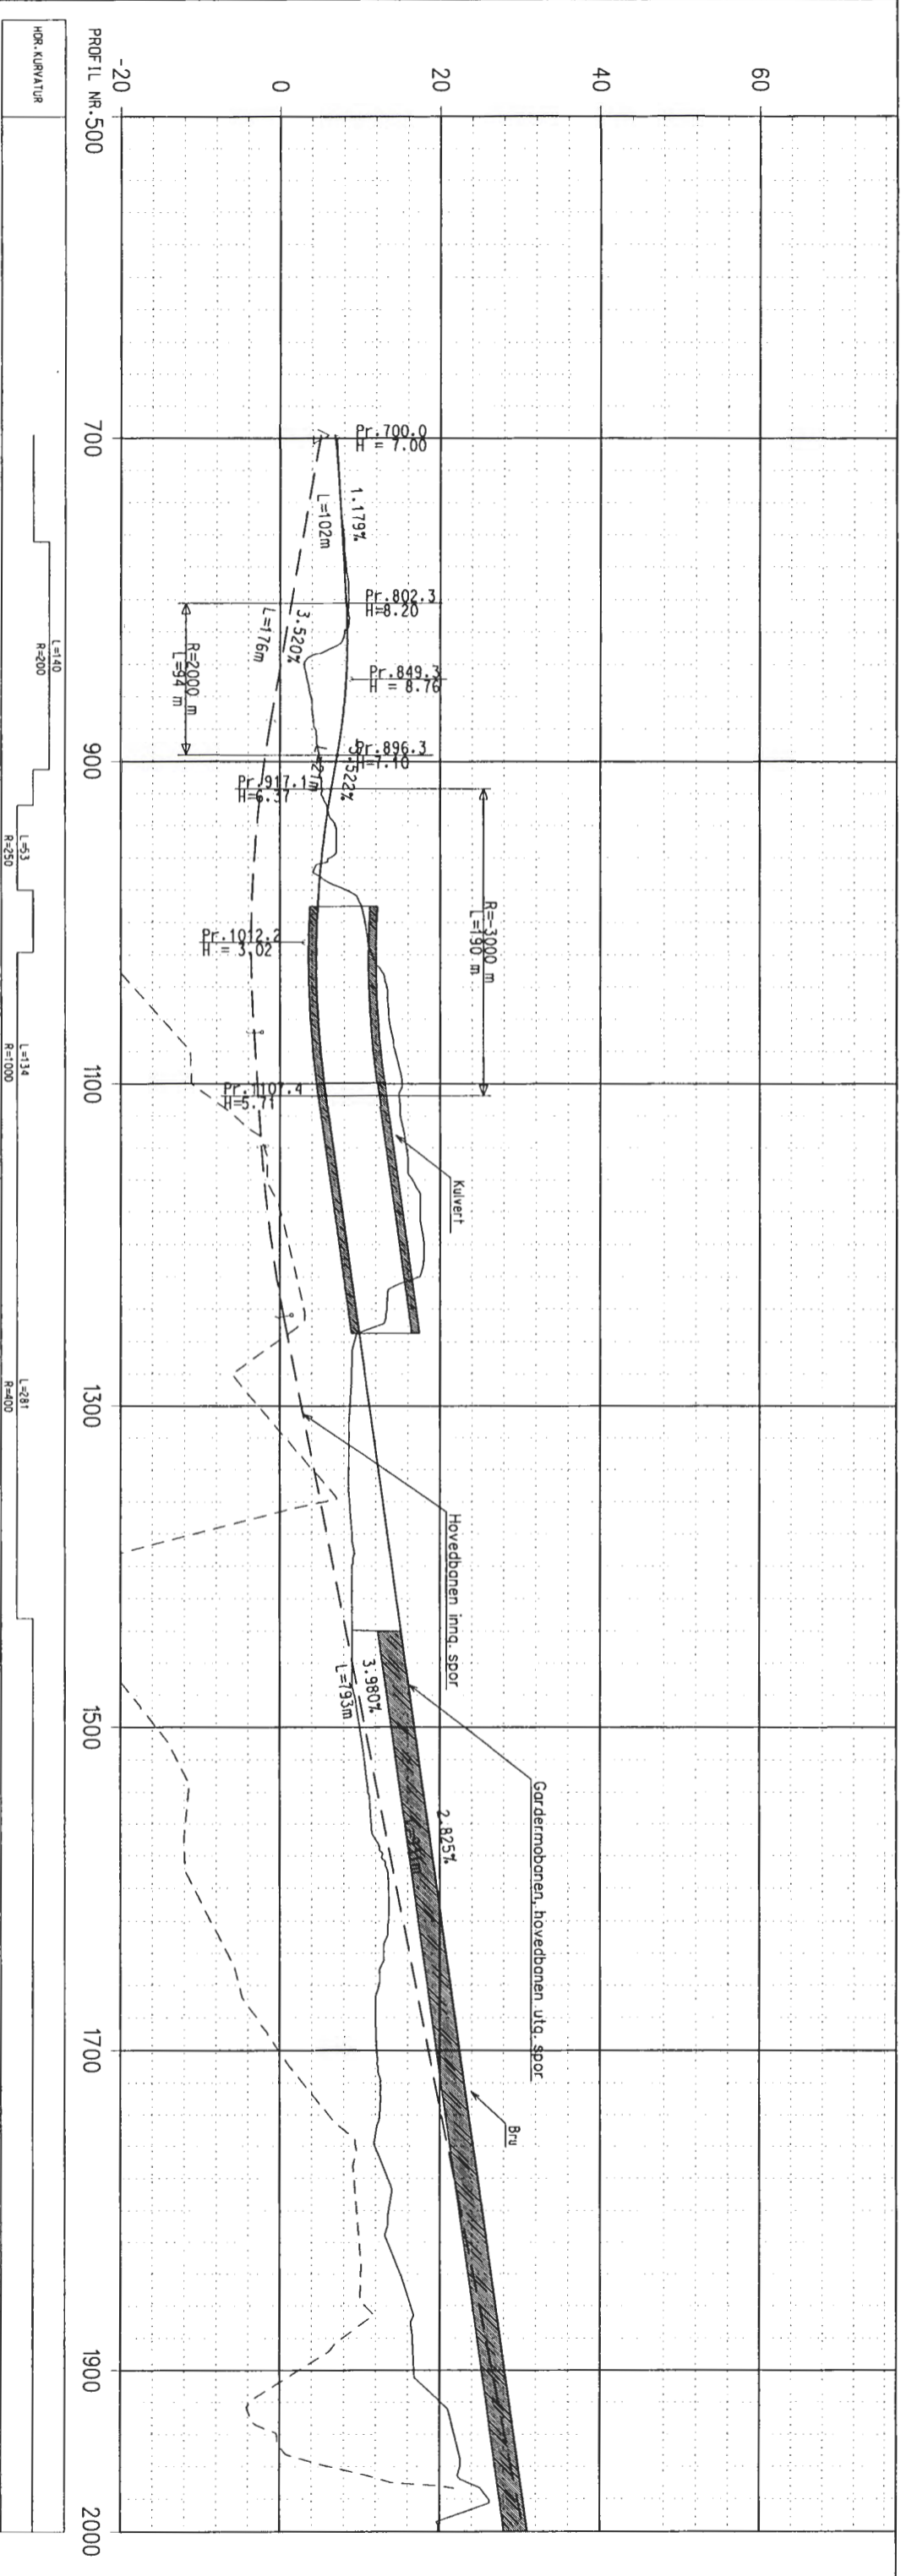 60
40
20
0
-20
PROFIL NR.500
700
900
1100
1300
1500
1700
1900
2000
Pr.700.0
H = 7.00
1.179%
L=102m
Pr.802.3
H=8.20
3.520%
L=176m
R=2000 m
L=94 m
Pr.849.3
H = 8.76
Pr.896.3
H=7.10
3.522%
Pr.917.1
H=6.37
R=-3000 m
L=190 m
Pr.1012.2
H = 3.02
Pr.1107.4
H=5.71
Kulvert
Hovedbanen inng. spor
Gardermobanen, hovedbanen utg. spor
3.980%
L=793m
2.825%
Bru
HOR.KURVATUR
L=140
R=200
L=53
R=250
L=134
R=1000
L=281
R=400